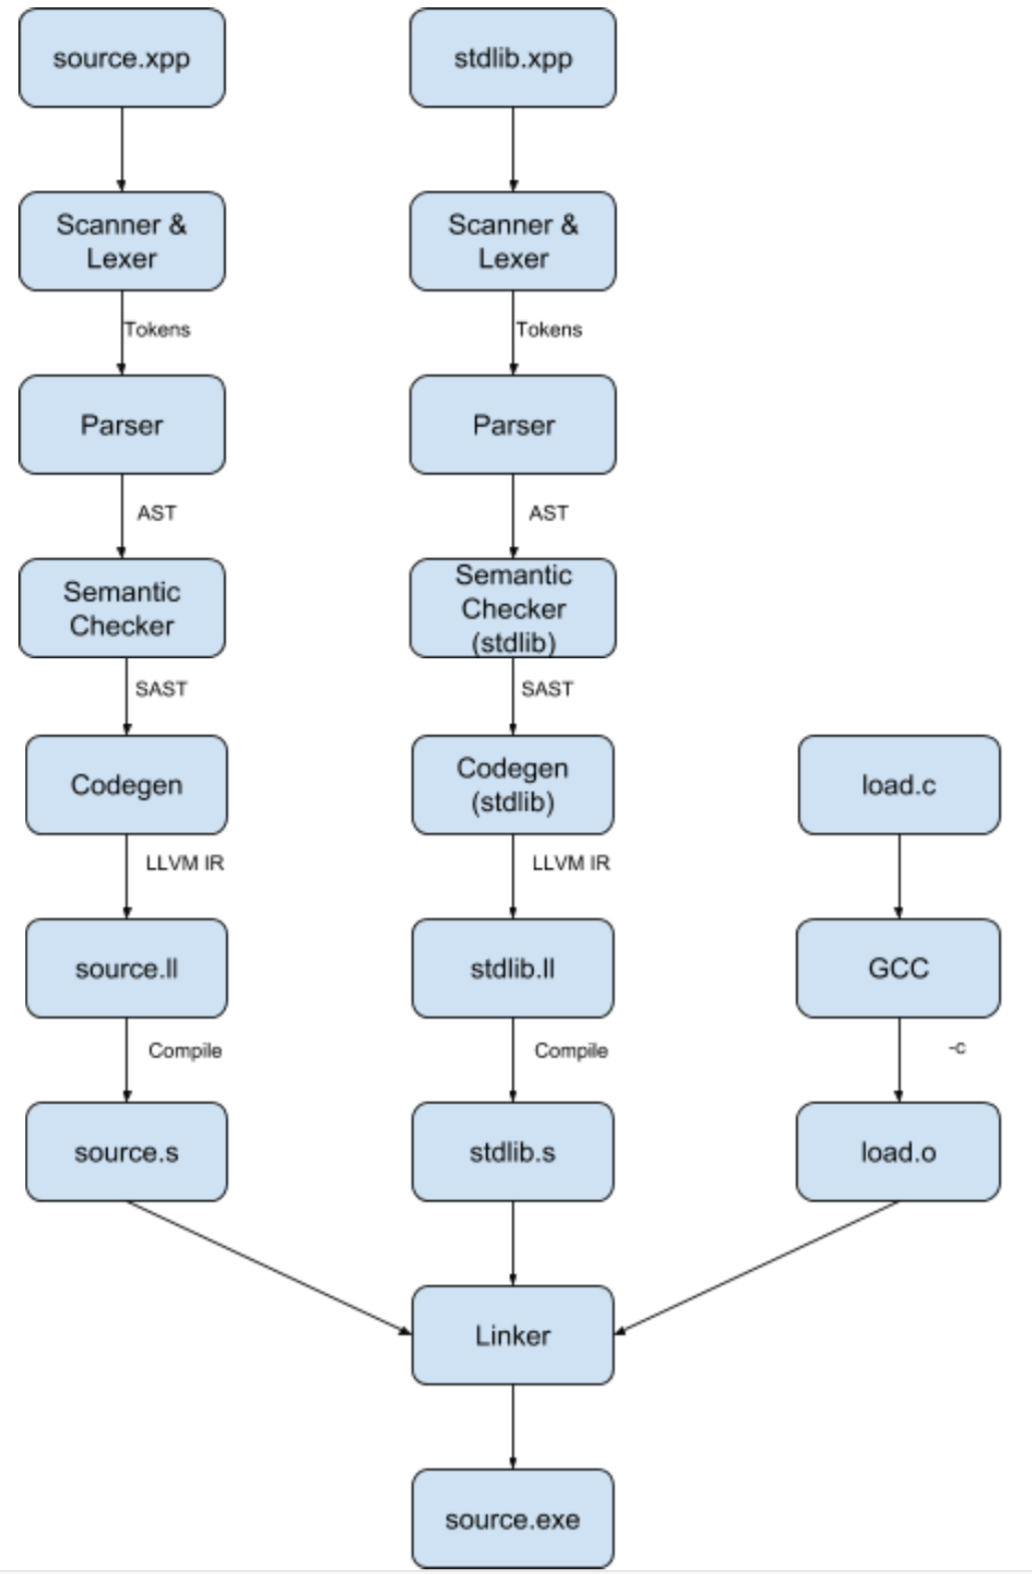 source.xpp
stdlib.xpp
Scanner &
Lexer
Scanner &
Lexer
Tokens
Tokens
Parser
Parser
AST
AST
Semantic
Checker
Semantic
Checker
(stdlib)
SAST
SAST
Codegen
Codegen
(stdlib)
load.c
LLVM IR
LLVM IR
source.ll
stdlib.ll
GCC
Compile
Compile
-c
source.s
stdlib.s
load.o
Linker
source.exe